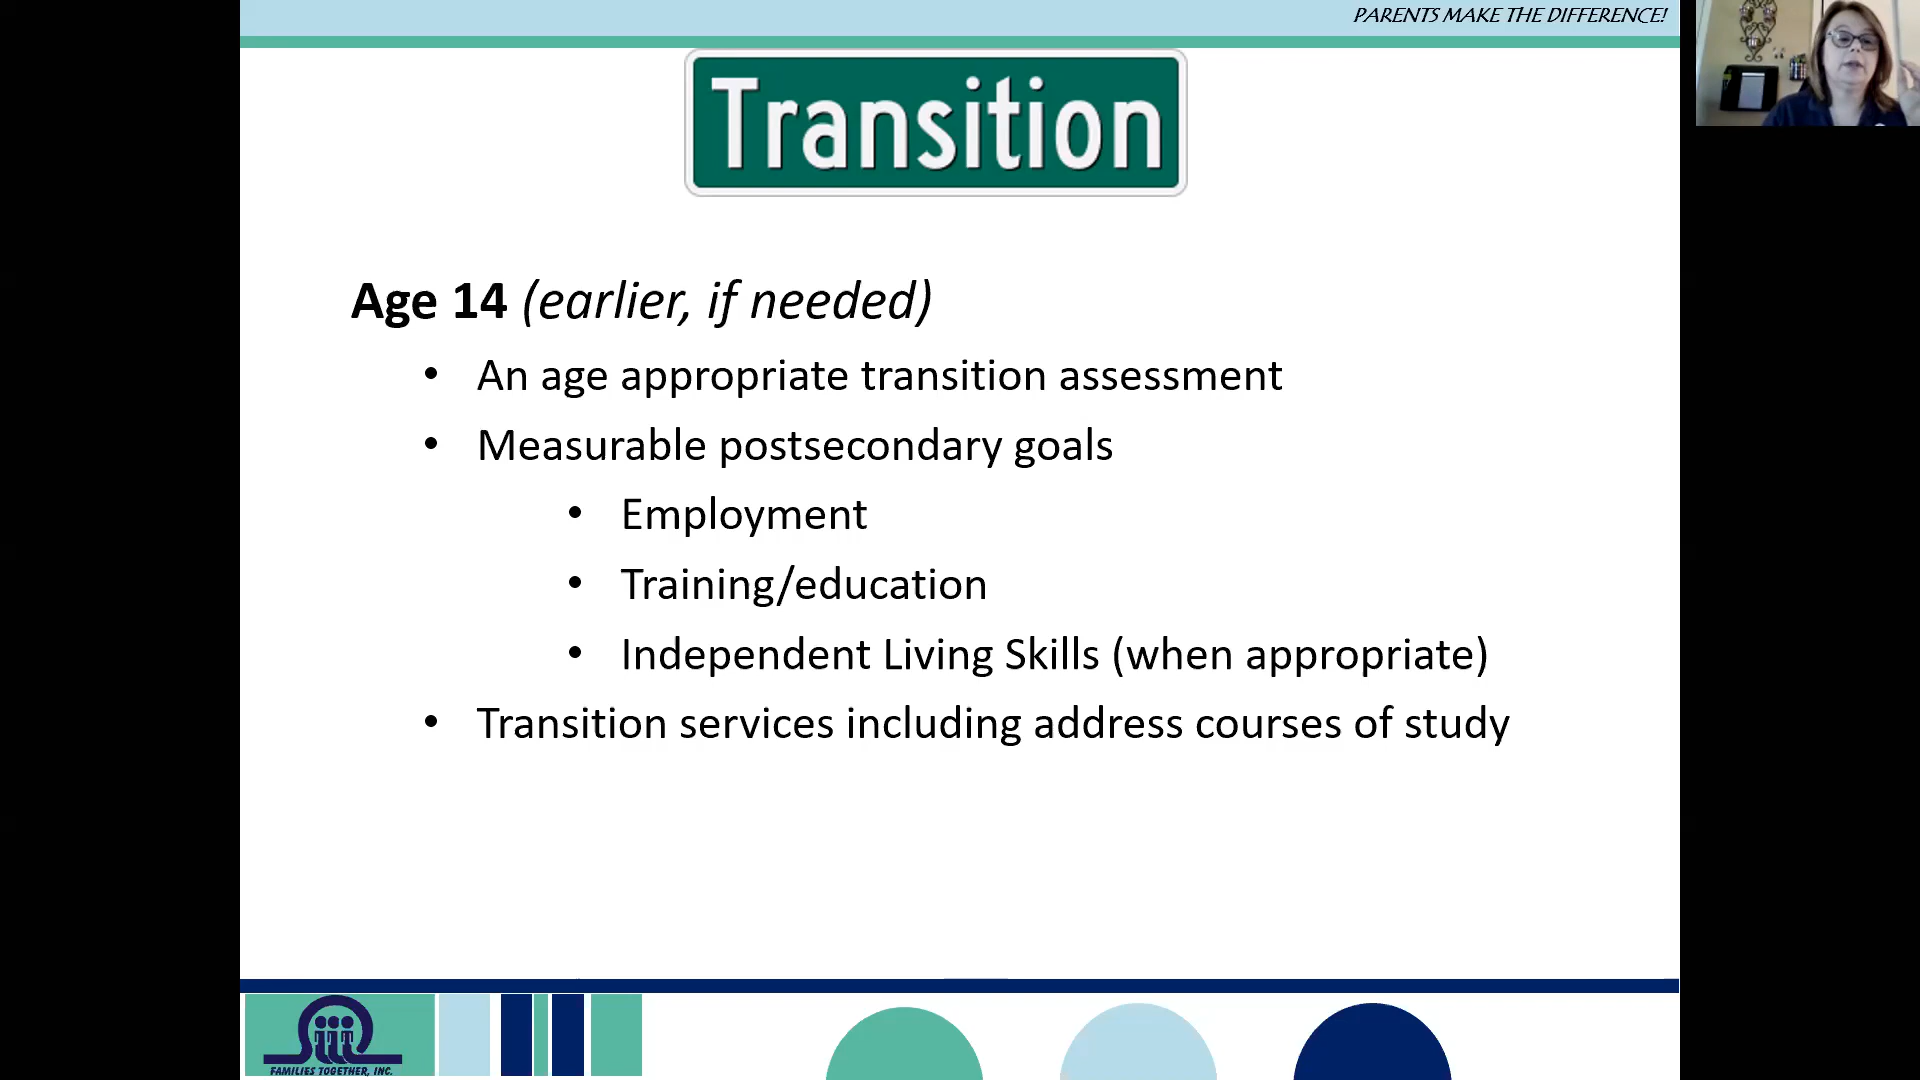 PARENTS MAKE THE DIFFERENCE!
Transition
Age 14 (earlier, if needed)
• An age appropriate transition assessment
• Measurable postsecondary goals
• Employment
• Training/education
• Independent Living Skills (when appropriate)
• Transition services including address courses of study
FAMILIES TOGETHER, INC.